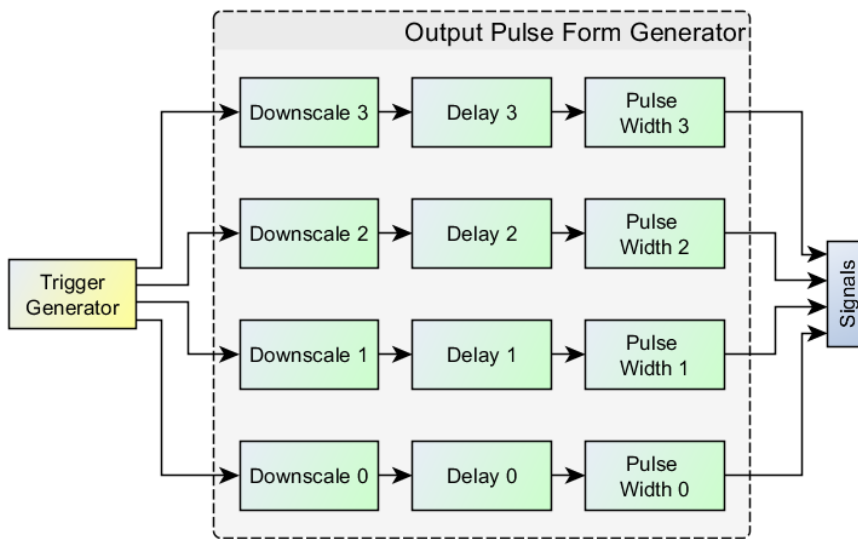 Output Pulse Form Generator
Downscale 3
Delay 3
Pulse
Width 3
Downscale 2
Delay 2
Pulse
Width 2
Trigger
Generator
Signals
Downscale 1
Delay 1
Pulse
Width 1
Downscale 0
Delay 0
Pulse
Width 0